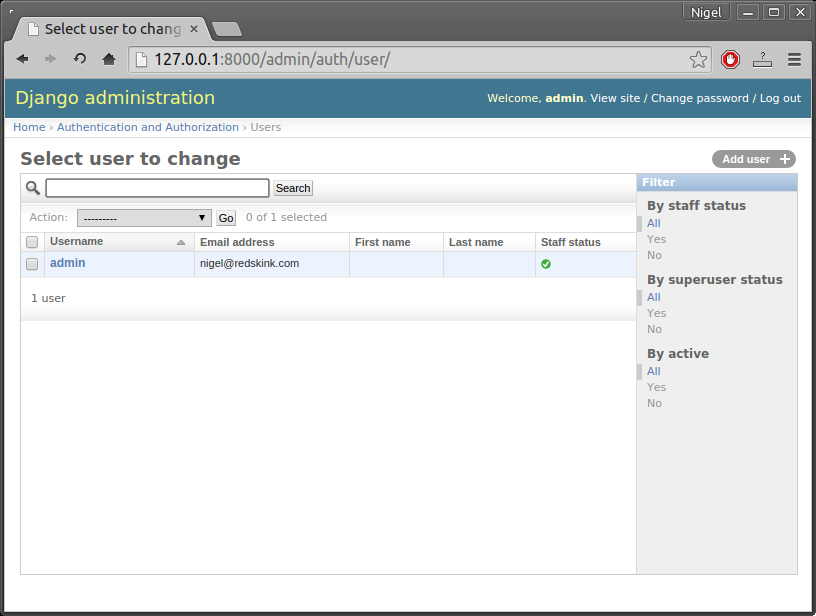 Nigel
Select user to chang
127.0.0.1:8000/admin/auth/user/
Django administration
Welcome, admin. View site / Change password / Log out
Home › Authentication and Authorization › Users
Select user to change
Add user +
Search
Action: --------- Go 0 of 1 selected
Username Email address First name Last name Staff status
admin nigel@redskink.com
1 user
Filter
By staff status
All
Yes
No
By superuser status
All
Yes
No
By active
All
Yes
No